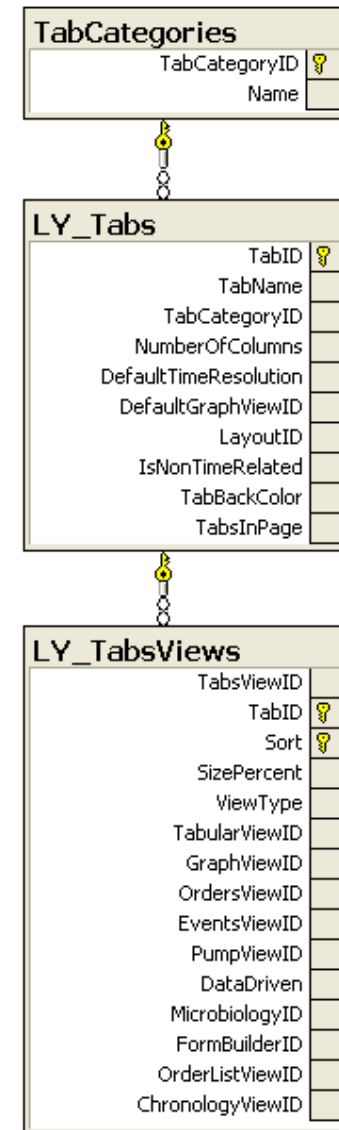 TabCategories
TabCategoryID
Name
LY_Tabs
TabID
TabName
TabCategoryID
NumberOfColumns
DefaultTimeResolution
DefaultGraphViewID
LayoutID
IsNonTimeRelated
TabBackColor
TabsInPage
LY_TabsViews
TabsViewID
TabID
Sort
SizePercent
ViewType
TabularViewID
GraphViewID
OrdersViewID
EventsViewID
PumpViewID
DataDriven
MicrobiologyID
FormBuilderID
OrderListViewID
ChronologyViewID